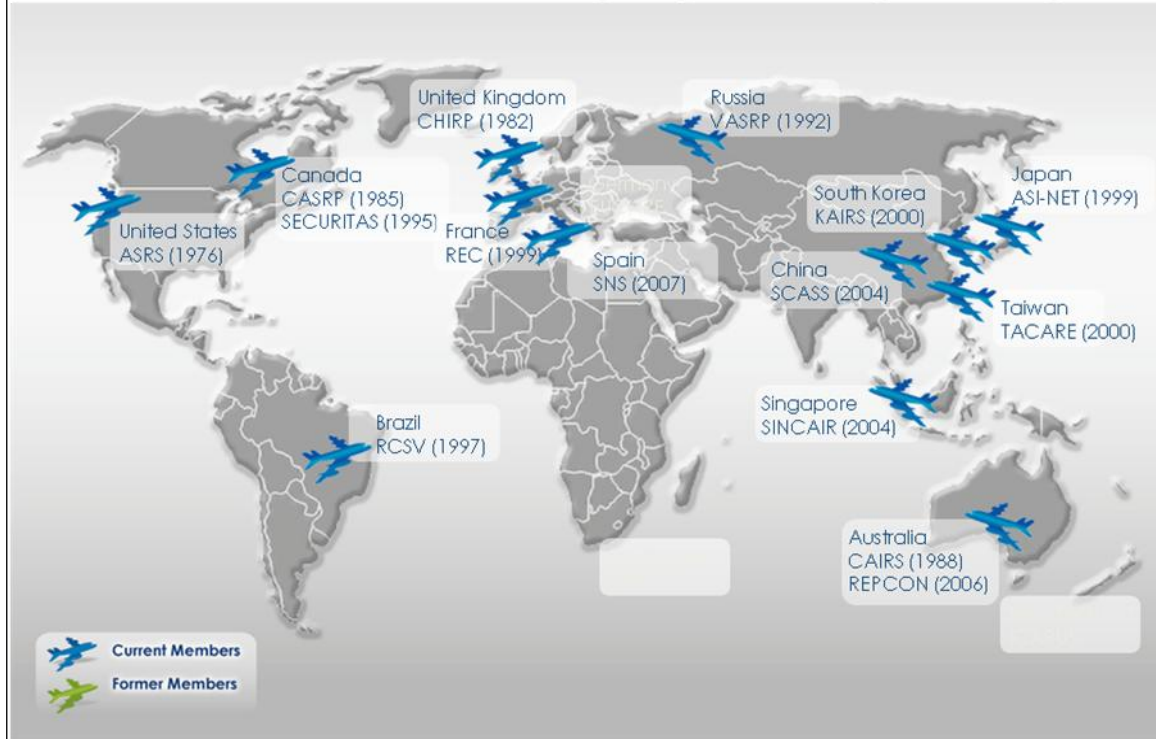 United Kingdom
CHIRP (1982)
Russia
VASRP (1992)
Canada
CASRP (1985)
SECURITAS (1995)
United States
ASRS (1976)
France
REC (1999)
Spain
SNS (2007)
South Korea
KAIRS (2000)
Japan
ASI-NET (1999)
China
SCASS (2004)
Taiwan
TACARE (2000)
Singapore
SINCAIR (2004)
Brazil
RCSV (1997)
Australia
CAIRS (1988)
REPCON (2006)
Current Members
Former Members